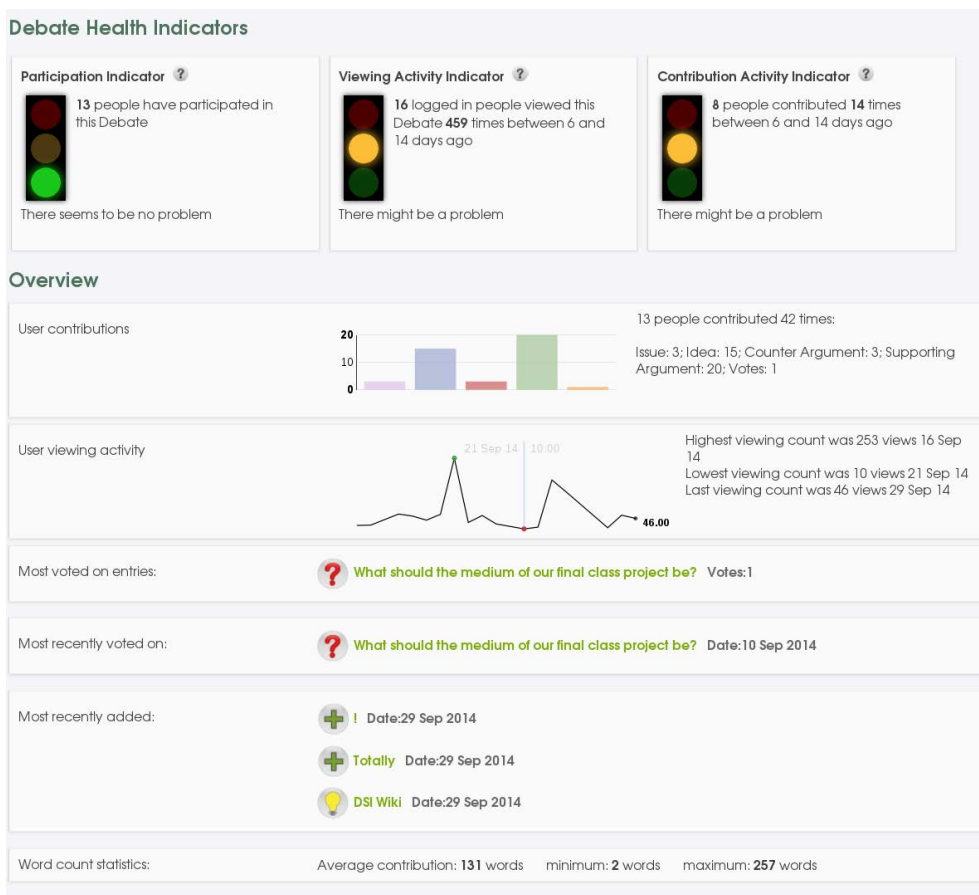 Debate Health Indicators
Participation Indicator ?
13 people have participated in
this Debate
There seems to be no problem
Viewing Activity Indicator ?
16 logged in people viewed this
Debate 459 times between 6 and
14 days ago
There might be a problem
Contribution Activity Indicator ?
8 people contributed 14 times
between 6 and 14 days ago
There might be a problem
Overview
User contributions
20
10
0
13 people contributed 42 times:
Issue: 3; Idea: 15; Counter Argument: 3; Supporting
Argument: 20; Votes: 1
User viewing activity
21 Sep 14 10.00
46.00
Highest viewing count was 253 views 16 Sep
14
Lowest viewing count was 10 views 21 Sep 14
Last viewing count was 46 views 29 Sep 14
Most voted on entries:
? What should the medium of our final class project be? Votes:1
Most recently voted on:
? What should the medium of our final class project be? Date:10 Sep 2014
Most recently added:
! Date:29 Sep 2014
Totally Date:29 Sep 2014
DSI Wiki Date:29 Sep 2014
Word count statistics:
Average contribution: 131 words minimum: 2 words maximum: 257 words